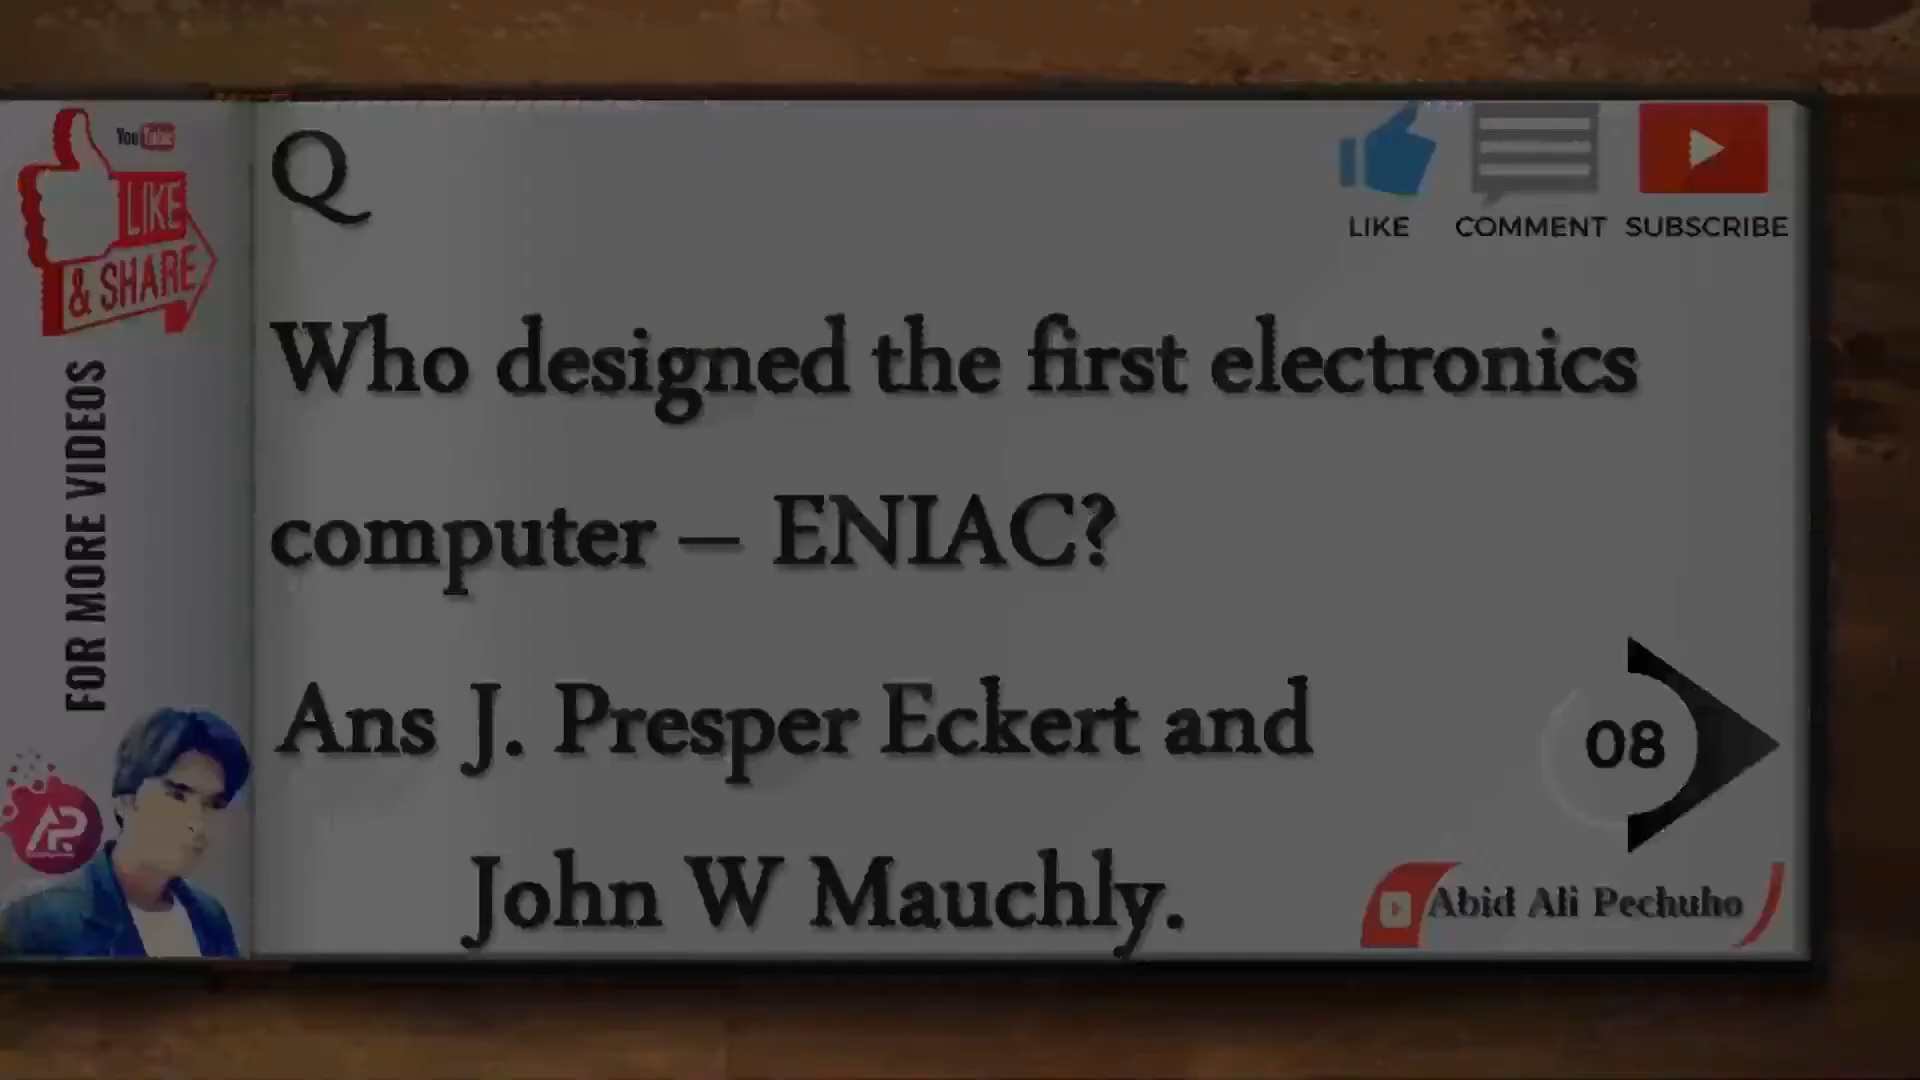 You Tube
LIKE
& SHARE
FOR MORE VIDEOS
AP
Q
LIKE COMMENT SUBSCRIBE
Who designed the first electronics
computer – ENIAC?
Ans J. Presper Eckert and
John W Mauchly.
08
Abid Ali Pechuho